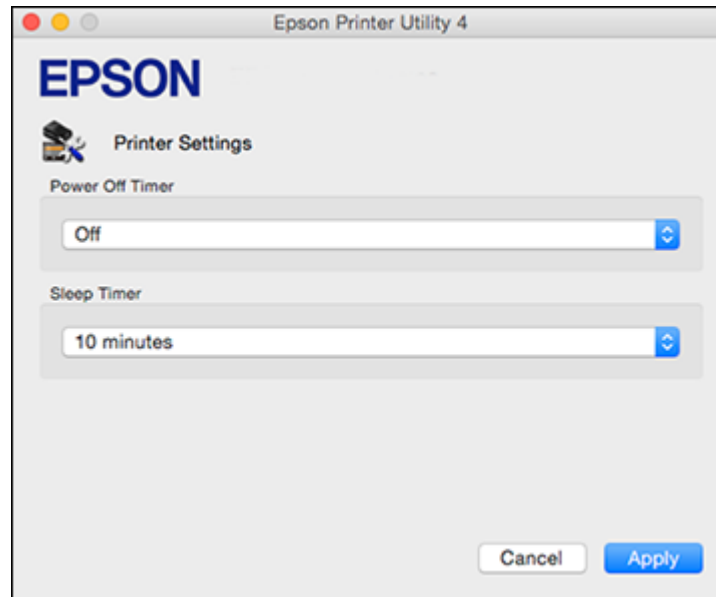 Epson Printer Utility 4
EPSON
Printer Settings
Power Off Timer
Off
Sleep Timer
10 minutes
Cancel Apply